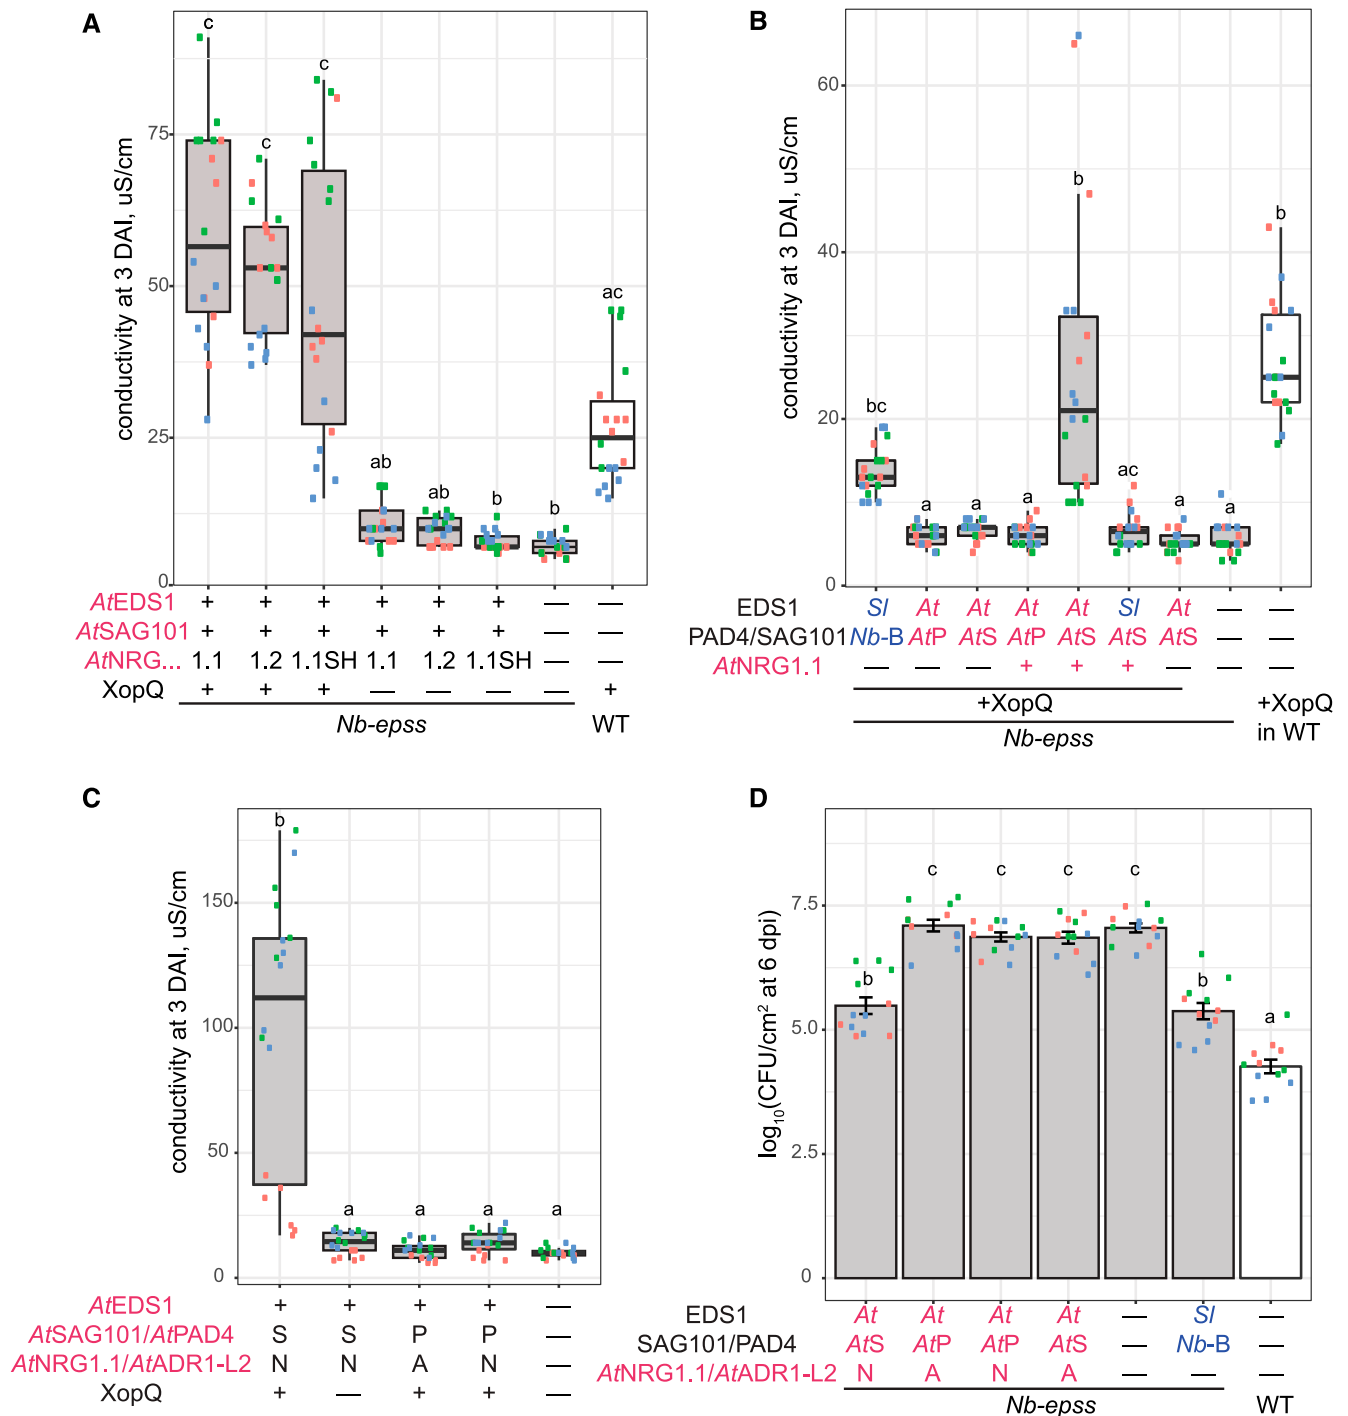 A
conductivity at 3 DAI, uS/cm
75
50
25
0
c
c
c
ab
ab
b
b
ac
AtEDS1 + + + + + + — —
AtSAG101 + + + + + + — —
AtNRG... 1.1 1.2 1.1SH 1.1 1.2 1.1SH — —
XopQ + + + — — — — +
Nb-epss WT
B
conductivity at 3 DAI, uS/cm
60
40
20
0
bc
a
a
a
b
ac
a
a
b
EDS1 Sl At At At At Sl At — —
PAD4/SAG101 Nb-B AtP AtS AtP AtS AtS AtS — —
AtNRG1.1 — — — + + + — — —
+XopQ +XopQ
Nb-epss in WT
C
conductivity at 3 DAI, uS/cm
150
100
50
0
b
a
a
a
a
AtEDS1 + + + + —
AtSAG101/AtPAD4 S S P P —
AtNRG1.1/AtADR1-L2 N N A N —
XopQ + — + + —
D
log10(CFU/cm2 at 6 dpi)
7.5
5.0
2.5
0
b
c
c
c
c
b
a
EDS1 At At At At — Sl —
SAG101/PAD4 AtS AtP AtP AtS — Nb-B —
AtNRG1.1/AtADR1-L2 N A N A — — —
Nb-epss WT